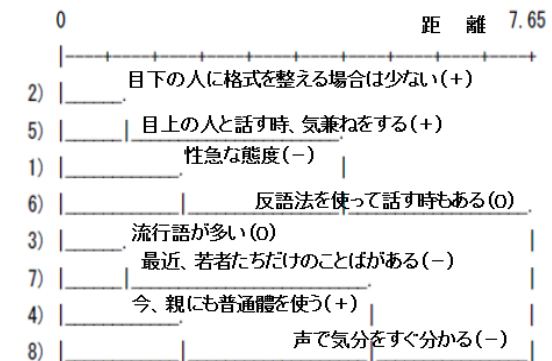 0 距 離 7.65
2) 目下の人に格式を整える場合は少ない(+)
5) 目上の人と話す時、気兼ねをする(+)
1) 性急な態度(-)
6) 反語法を使って話す時もある(0)
3) 流行語が多い(0)
7) 最近、若者たちだけのことばがある(-)
4) 今、親にも普通體を使う(+)
8) 声で気分をすぐ分かる(-)